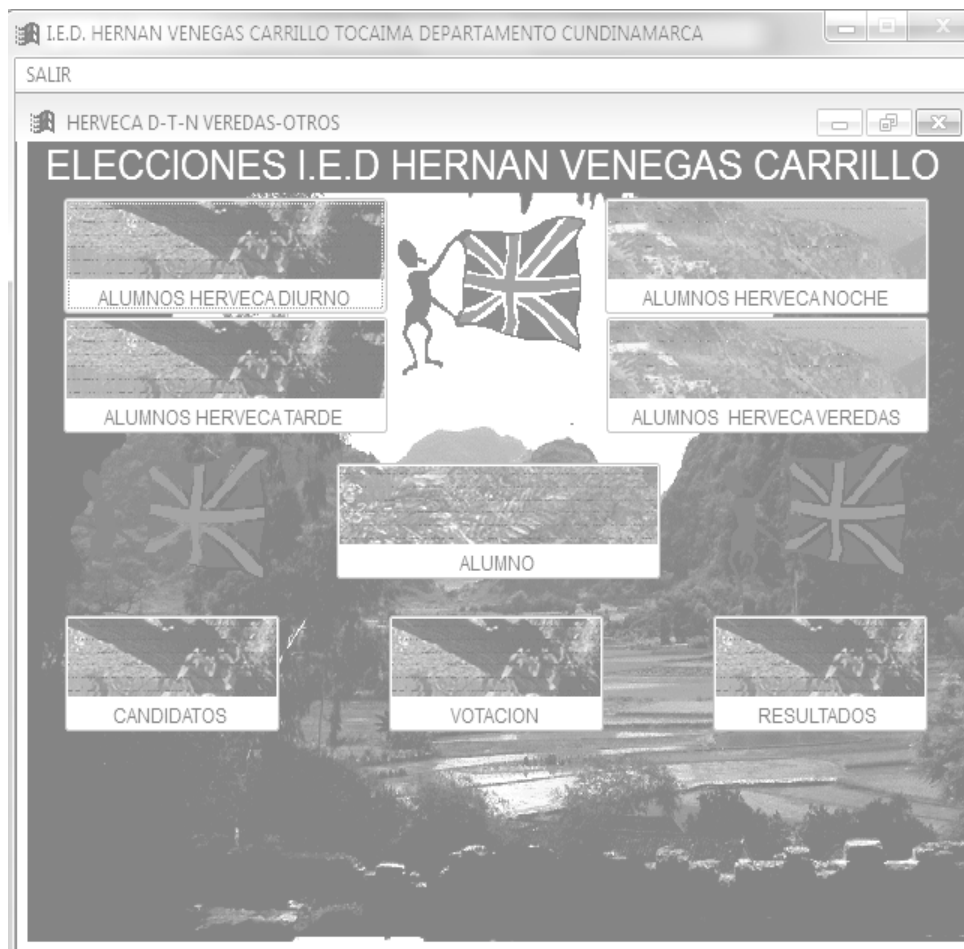 I.E.D. HERNAN VENEGAS CARRILLO TOCAIMA DEPARTAMENTO CUNDINAMARCA
SALIR
HERVECA D-T-N VEREDAS-OTROS
ELECCIONES I.E.D HERNAN VENEGAS CARRILLO
ALUMNOS HERVECA DIURNO
ALUMNOS HERVECA NOCHE
ALUMNOS HERVECA TARDE
ALUMNOS HERVECA VEREDAS
ALUMNO
CANDIDATOS
VOTACION
RESULTADOS